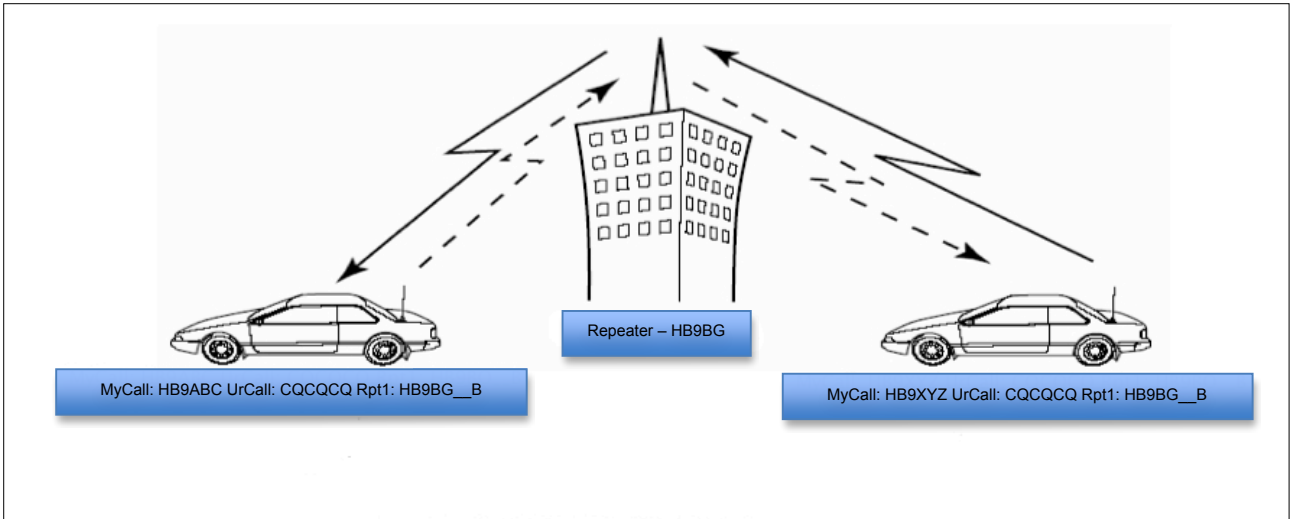 Repeater – HB9BG
MyCall: HB9ABC UrCall: CQCQCQ Rpt1: HB9BG__B
MyCall: HB9XYZ UrCall: CQCQCQ Rpt1: HB9BG__B